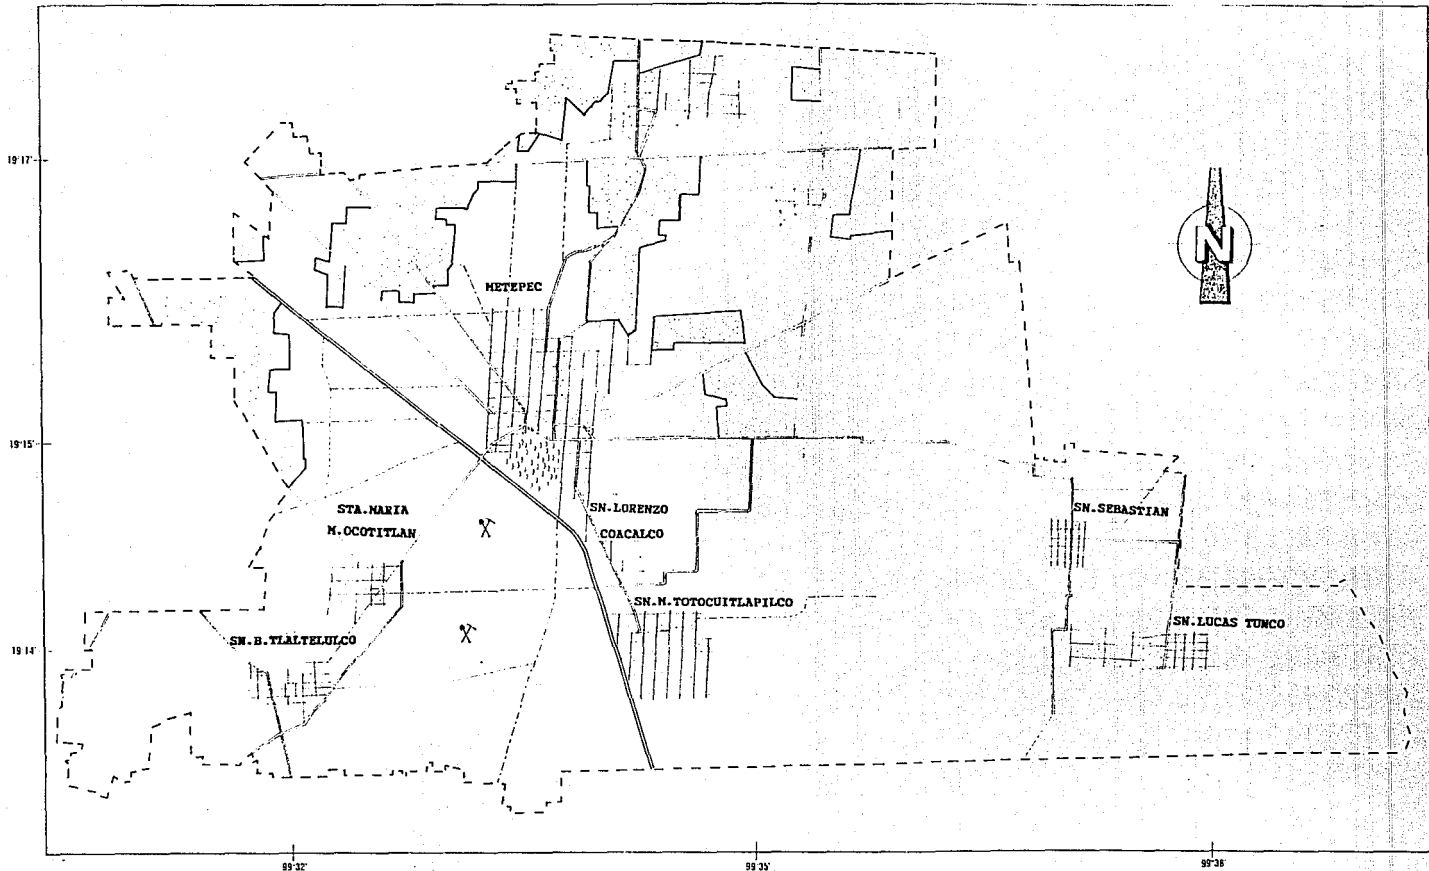 19°17'
N
METEPEC
19°15'
STA.MARIA
M.OCOTITLAN
SN.LORENZO
COACALCO
SN.SEBASTIAN
SN.M.TOTOCUITLAPILCO
SN.LUCAS TUNCO
SN.B.TLALTELULCO
19°14'
99°32'
99°35'
99°36'